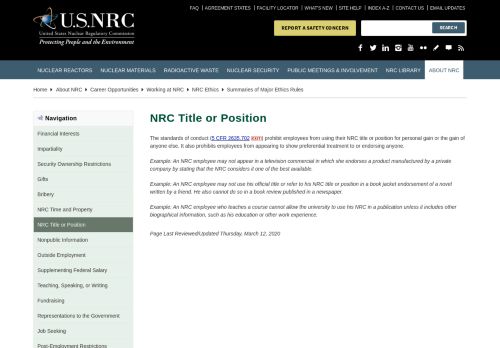 FAQ | AGREEMENT STATES | FACILITY LOCATOR | WHAT'S NEW | SITE HELP | INDEX A-Z | CONTACT US | EMAIL UPDATES
U.S.NRC
United States Nuclear Regulatory Commission
Protecting People and the Environment
REPORT A SAFETY CONCERN
SEARCH
NUCLEAR REACTORS NUCLEAR MATERIALS RADIOACTIVE WASTE NUCLEAR SECURITY PUBLIC MEETINGS & INVOLVEMENT NRC LIBRARY ABOUT NRC
Home About NRC Career Opportunities Working at NRC NRC Ethics Summaries of Major Ethics Rules
Navigation
Financial Interests
Impartiality
Security Ownership Restrictions
Gifts
Bribery
NRC Time and Property
NRC Title or Position
Nonpublic Information
Outside Employment
Supplementing Federal Salary
Teaching, Speaking, or Writing
Fundraising
Representations to the Government
Job Seeking
Post-Employment Restrictions
NRC Title or Position
The standards of conduct (5 CFR 2635.702 EXIT) prohibit employees from using their NRC title or position for personal gain or the gain of
anyone else. It also prohibits employees from appearing to show preferential treatment to or endorsing anyone.
Example: An NRC employee may not appear in a television commercial in which she endorses a product manufactured by a private
company by stating that the NRC considers it one of the best available.
Example: An NRC employee may not use his official title or refer to his NRC title or position in a book jacket endorsement of a novel
written by a friend. He also cannot do so in a book review published in a newspaper.
Example: An NRC employee who teaches a course cannot allow the university to use his NRC in a publication unless it includes other
biographical information, such as his education or other work experience.
Page Last Reviewed/Updated Thursday, March 12, 2020